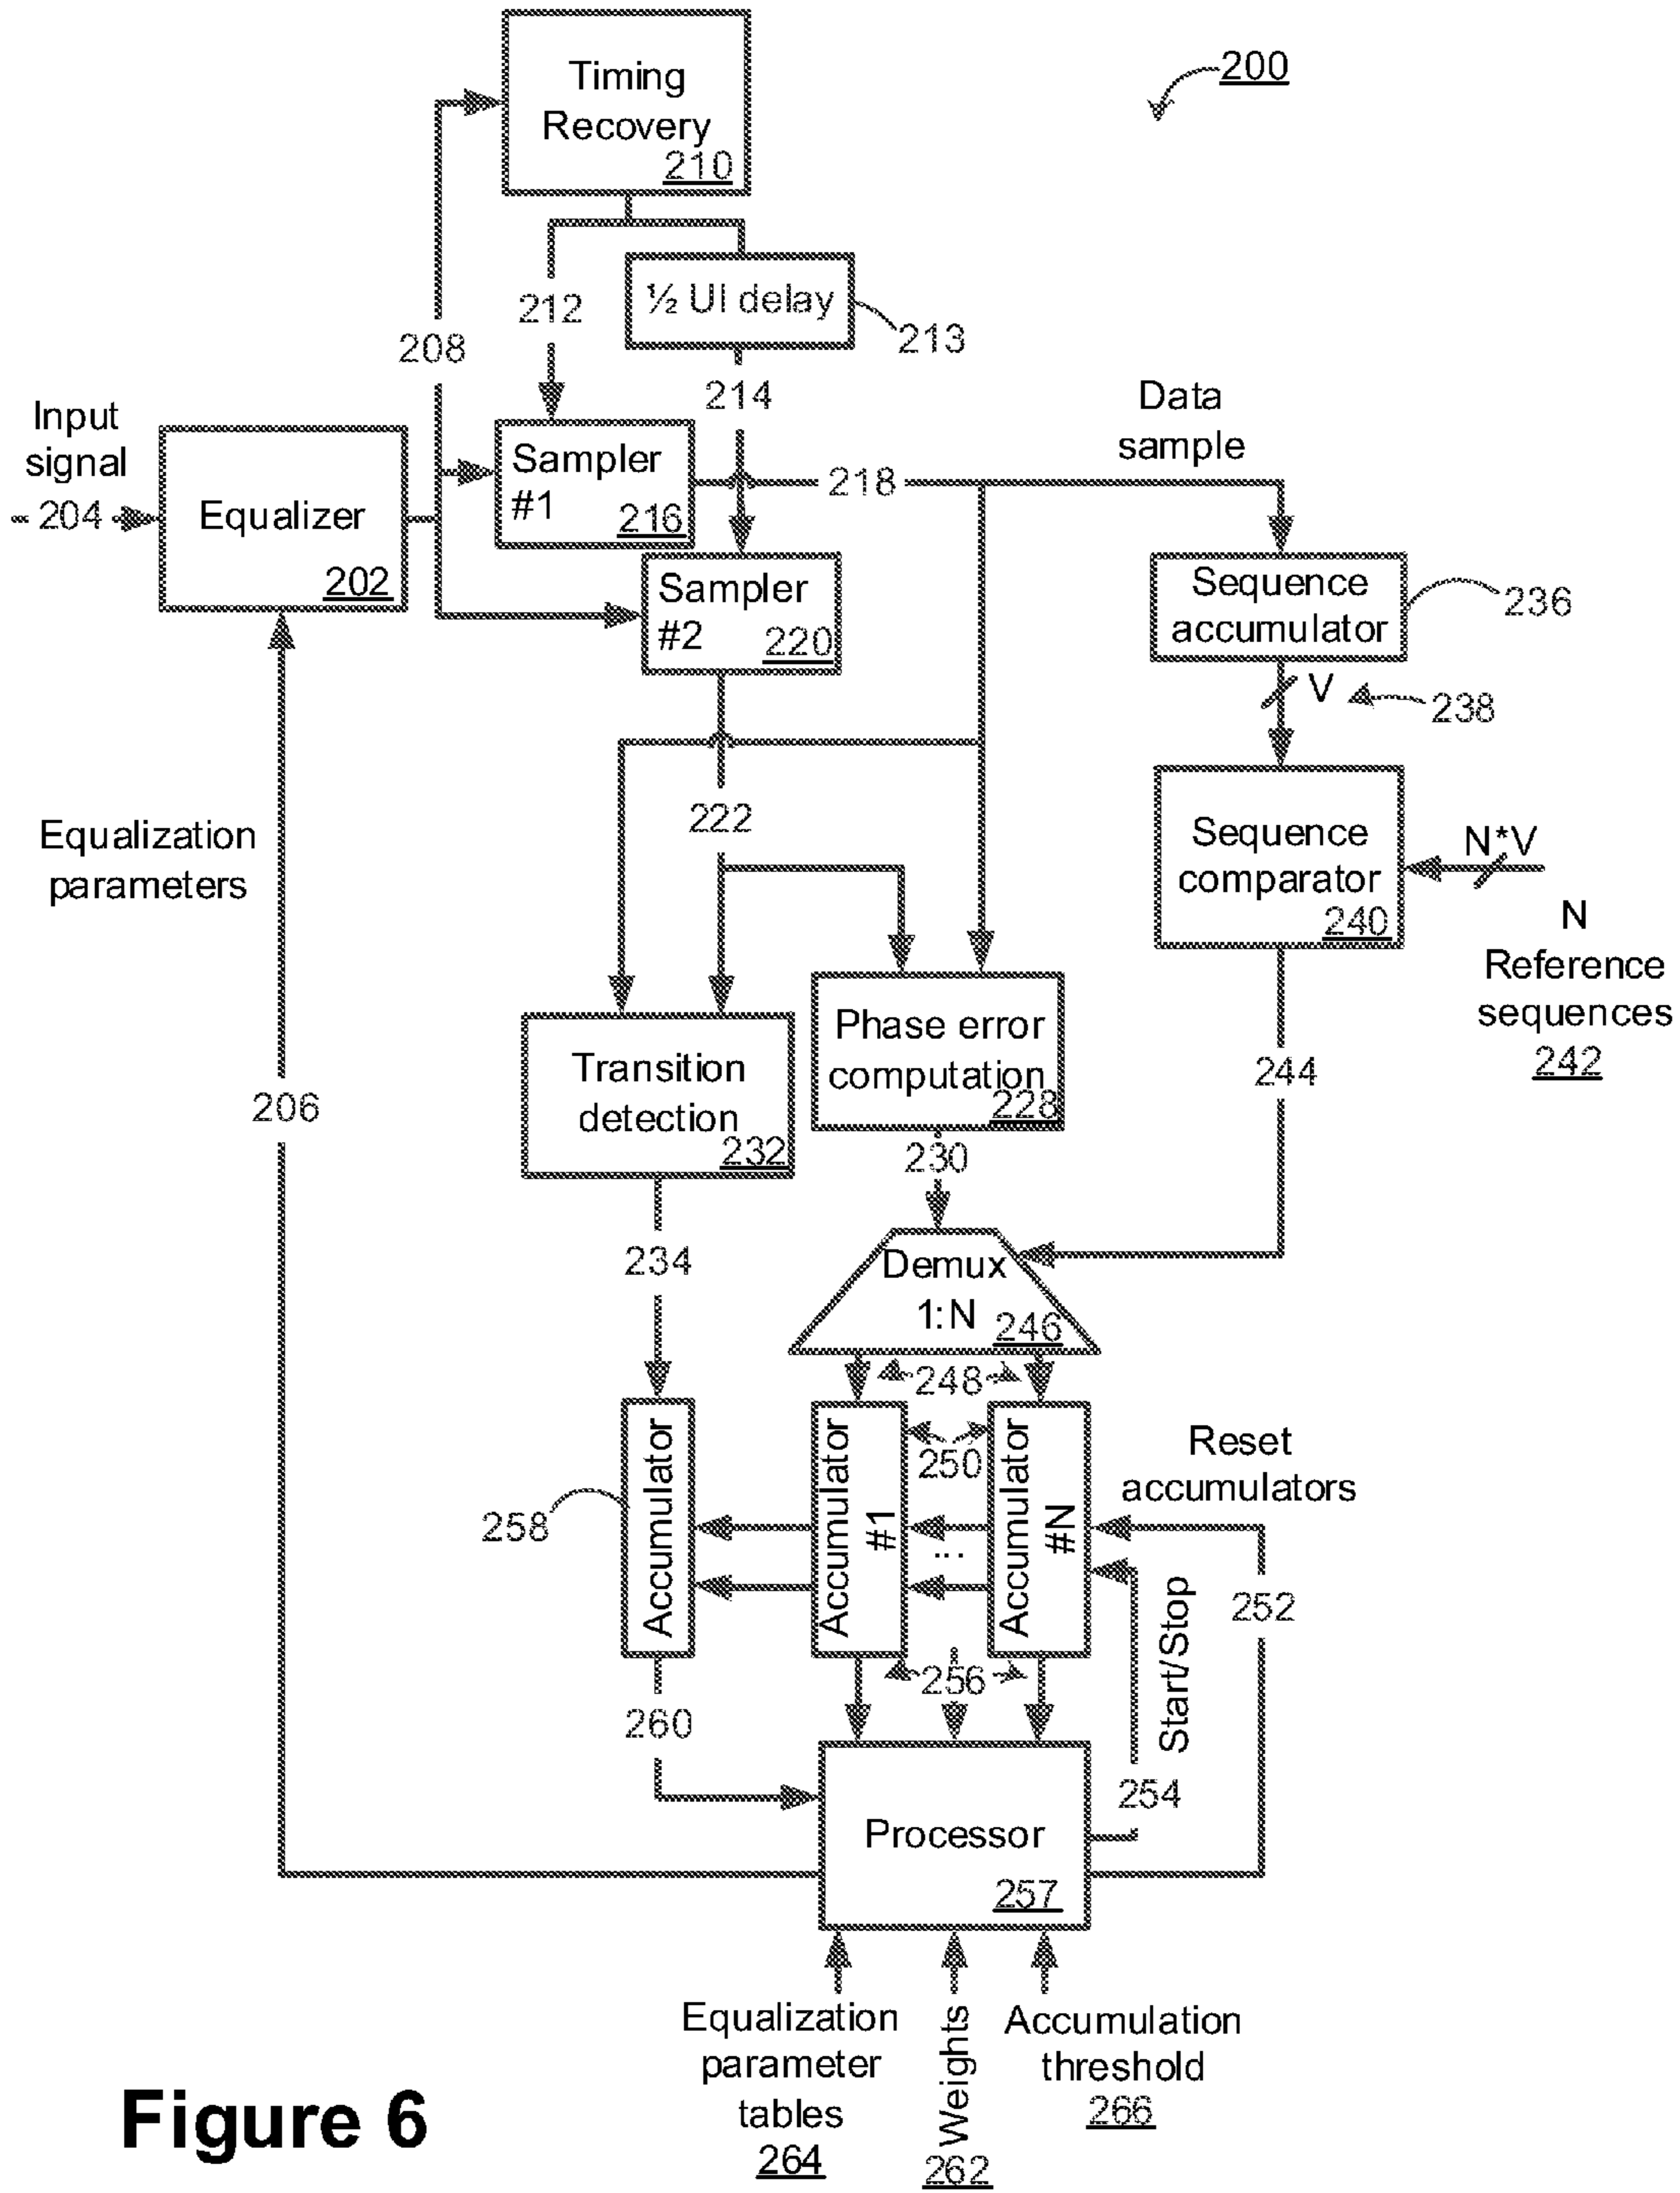 Timing
Recovery
210
200
212
½ UI delay
213
208
214
Input
signal
204
Equalizer
202
Sampler
#1
216
218
Data
sample
Sampler
#2
220
Sequence
accumulator
236
V
238
222
Equalization
parameters
Sequence
comparator
240
N*V
N
Reference
sequences
242
206
Transition
detection
232
Phase error
computation
228
244
230
234
Demux
1:N
246
248
Accumulator
258
Accumulator
#1
250
...
Accumulator
#N
Reset
accumulators
252
Start/Stop
254
256
260
Processor
257
Equalization
parameter
tables
264
Weights
262
Accumulation
threshold
266
Figure 6